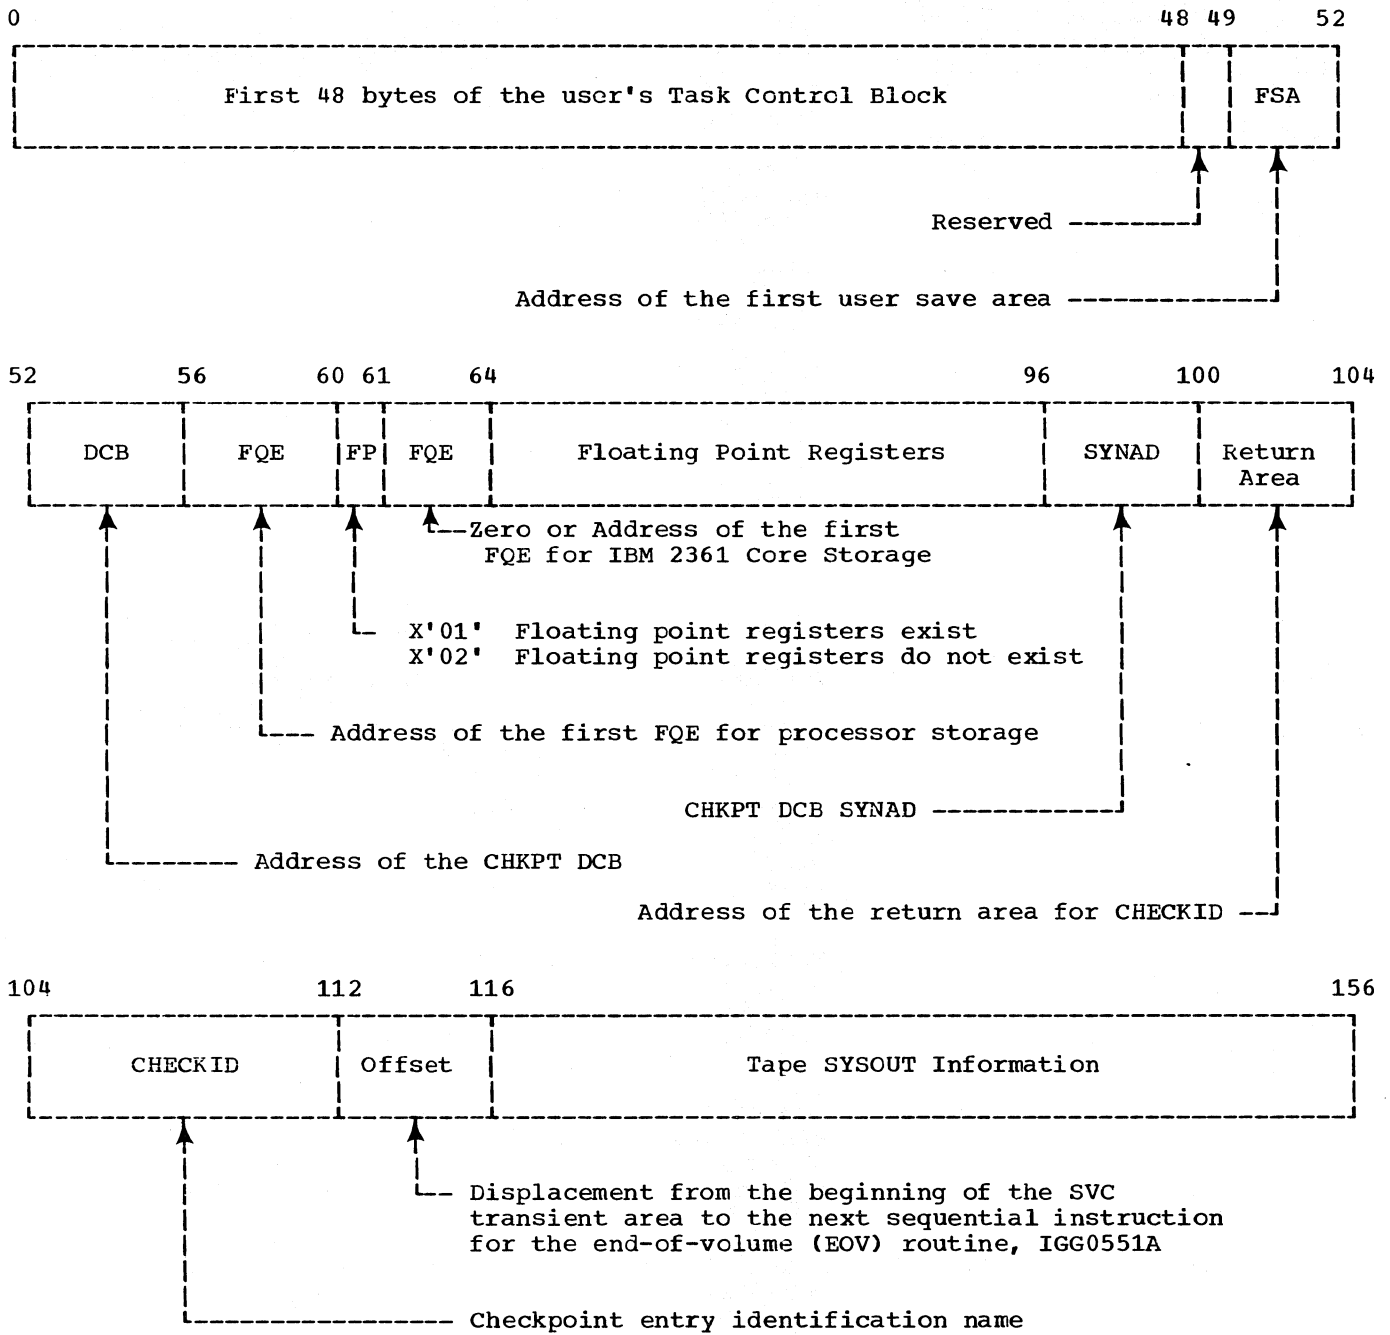 0 48 49 52
First 48 bytes of the user's Task Control Block FSA
Reserved
Address of the first user save area
52 56 60 61 64 96 100 104
DCB FQE FP FQE Floating Point Registers SYNAD Return
Area
Zero or Address of the first
FQE for IBM 2361 Core Storage
X'01' Floating point registers exist
X'02' Floating point registers do not exist
Address of the first FQE for processor storage
CHKPT DCB SYNAD
Address of the CHKPT DCB
Address of the return area for CHECKID
104 112 116 156
CHECKID Offset Tape SYSOUT Information
Displacement from the beginning of the SVC
transient area to the next sequential instruction
for the end-of-volume (EOV) routine, IGG0551A
Checkpoint entry identification name